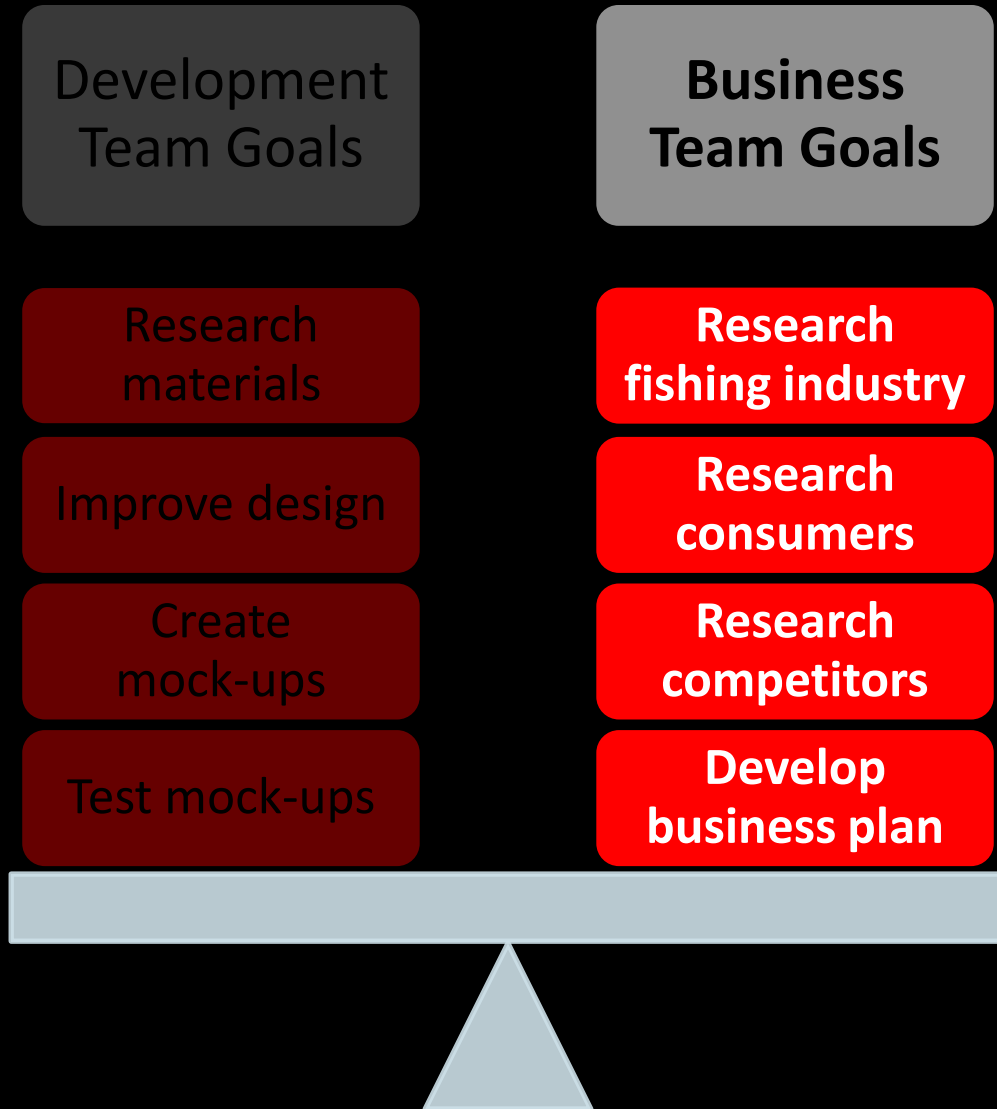 Development
Team Goals
Research
materials
Improve design
Create
mock-ups
Test mock-ups
Business
Team Goals
Research
fishing industry
Research
consumers
Research
competitors
Develop
business plan